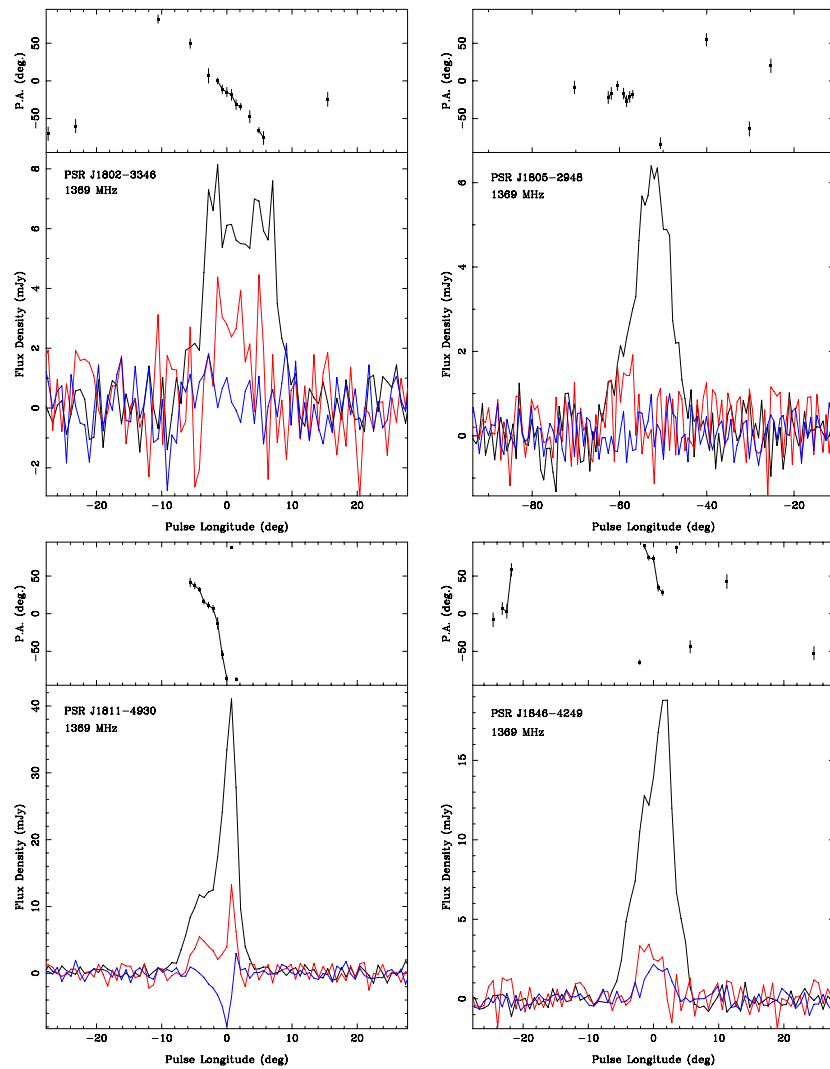 P.A. (deg.)
50
0
−50
Flux Density (mJy)
8
6
4
2
0
−2
PSR J1802−3346
1369 MHz
−20
−10
0
10
20
Pulse Longitude (deg)
P.A. (deg.)
50
0
−50
Flux Density (mJy)
6
4
2
0
PSR J1805−2948
1369 MHz
−80
−60
−40
−20
Pulse Longitude (deg)
P.A. (deg.)
50
0
−50
Flux Density (mJy)
40
30
20
10
0
PSR J1811−4930
1369 MHz
−20
−10
0
10
20
Pulse Longitude (deg)
P.A. (deg.)
50
0
−50
Flux Density (mJy)
15
10
5
0
PSR J1846−4249
1369 MHz
−20
0
20
Pulse Longitude (deg)